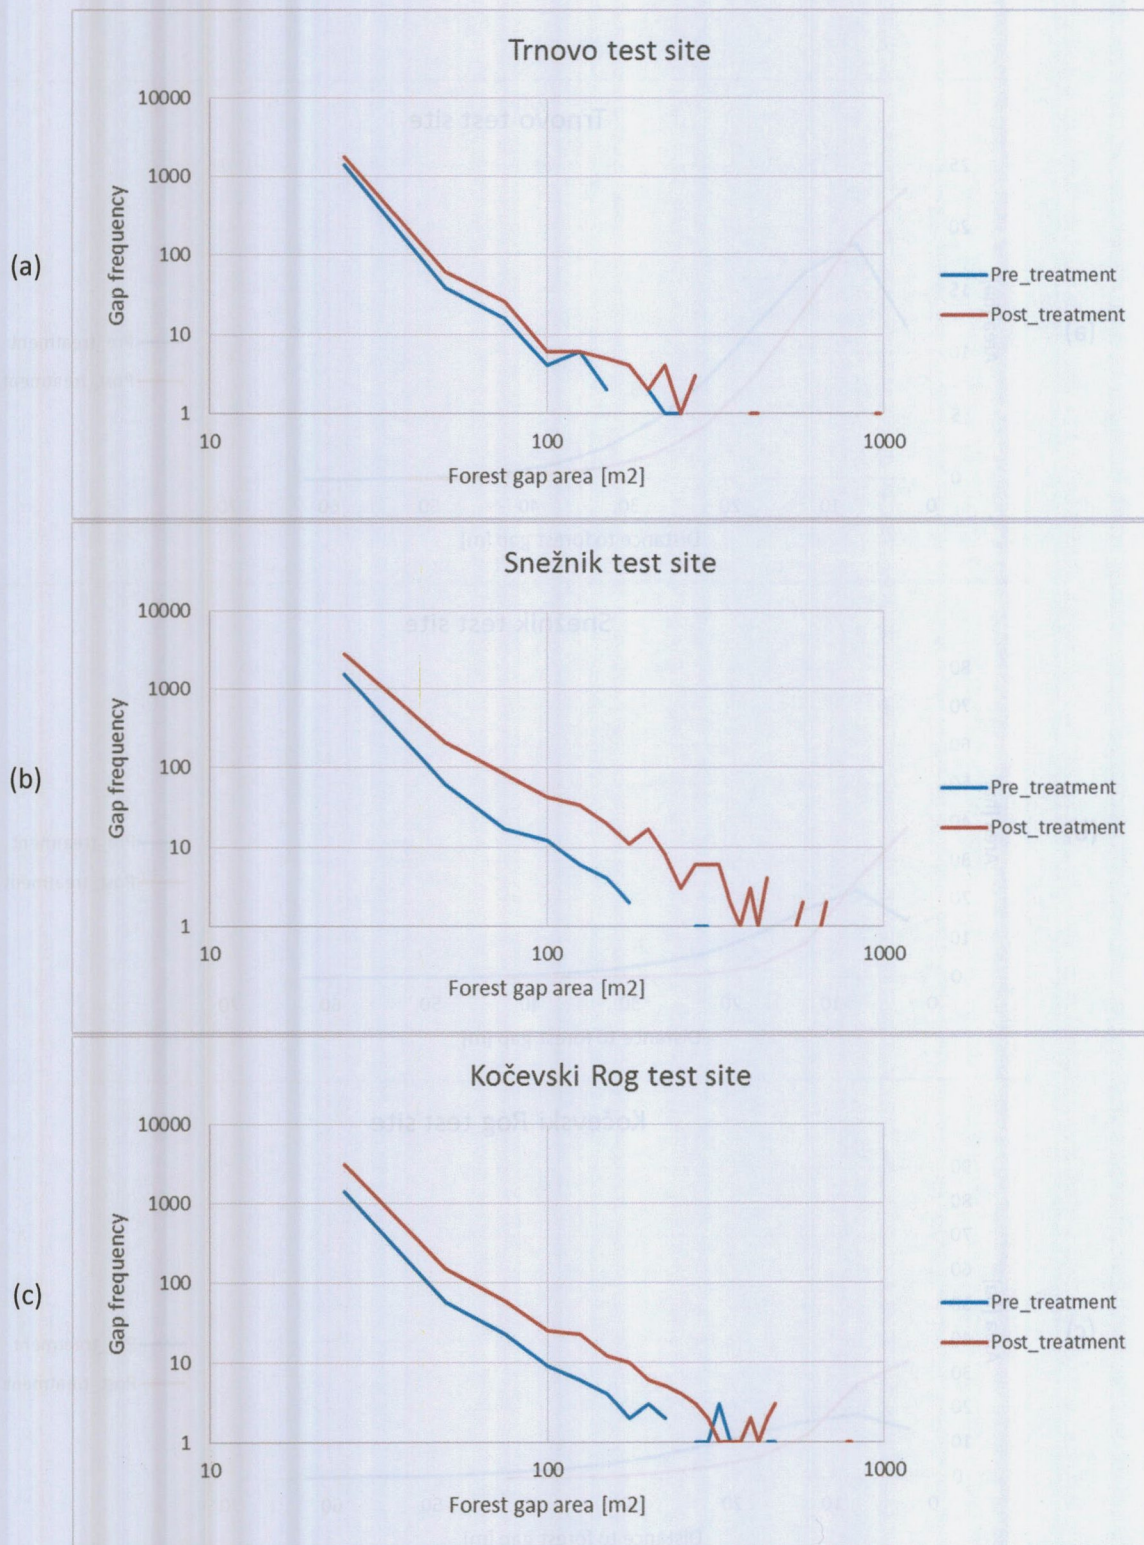 Trnovo test site
10000
1000
100
10
1
10 100 1000
Gap frequency
Forest gap area [m2]
(a)
Pre_treatment
Post_treatment
Snežnik test site
10000
1000
100
10
1
10 100 1000
Gap frequency
Forest gap area [m2]
(b)
Pre_treatment
Post_treatment
Kočevski Rog test site
10000
1000
100
10
1
10 100 1000
Gap frequency
Forest gap area [m2]
(c)
Pre_treatment
Post_treatment